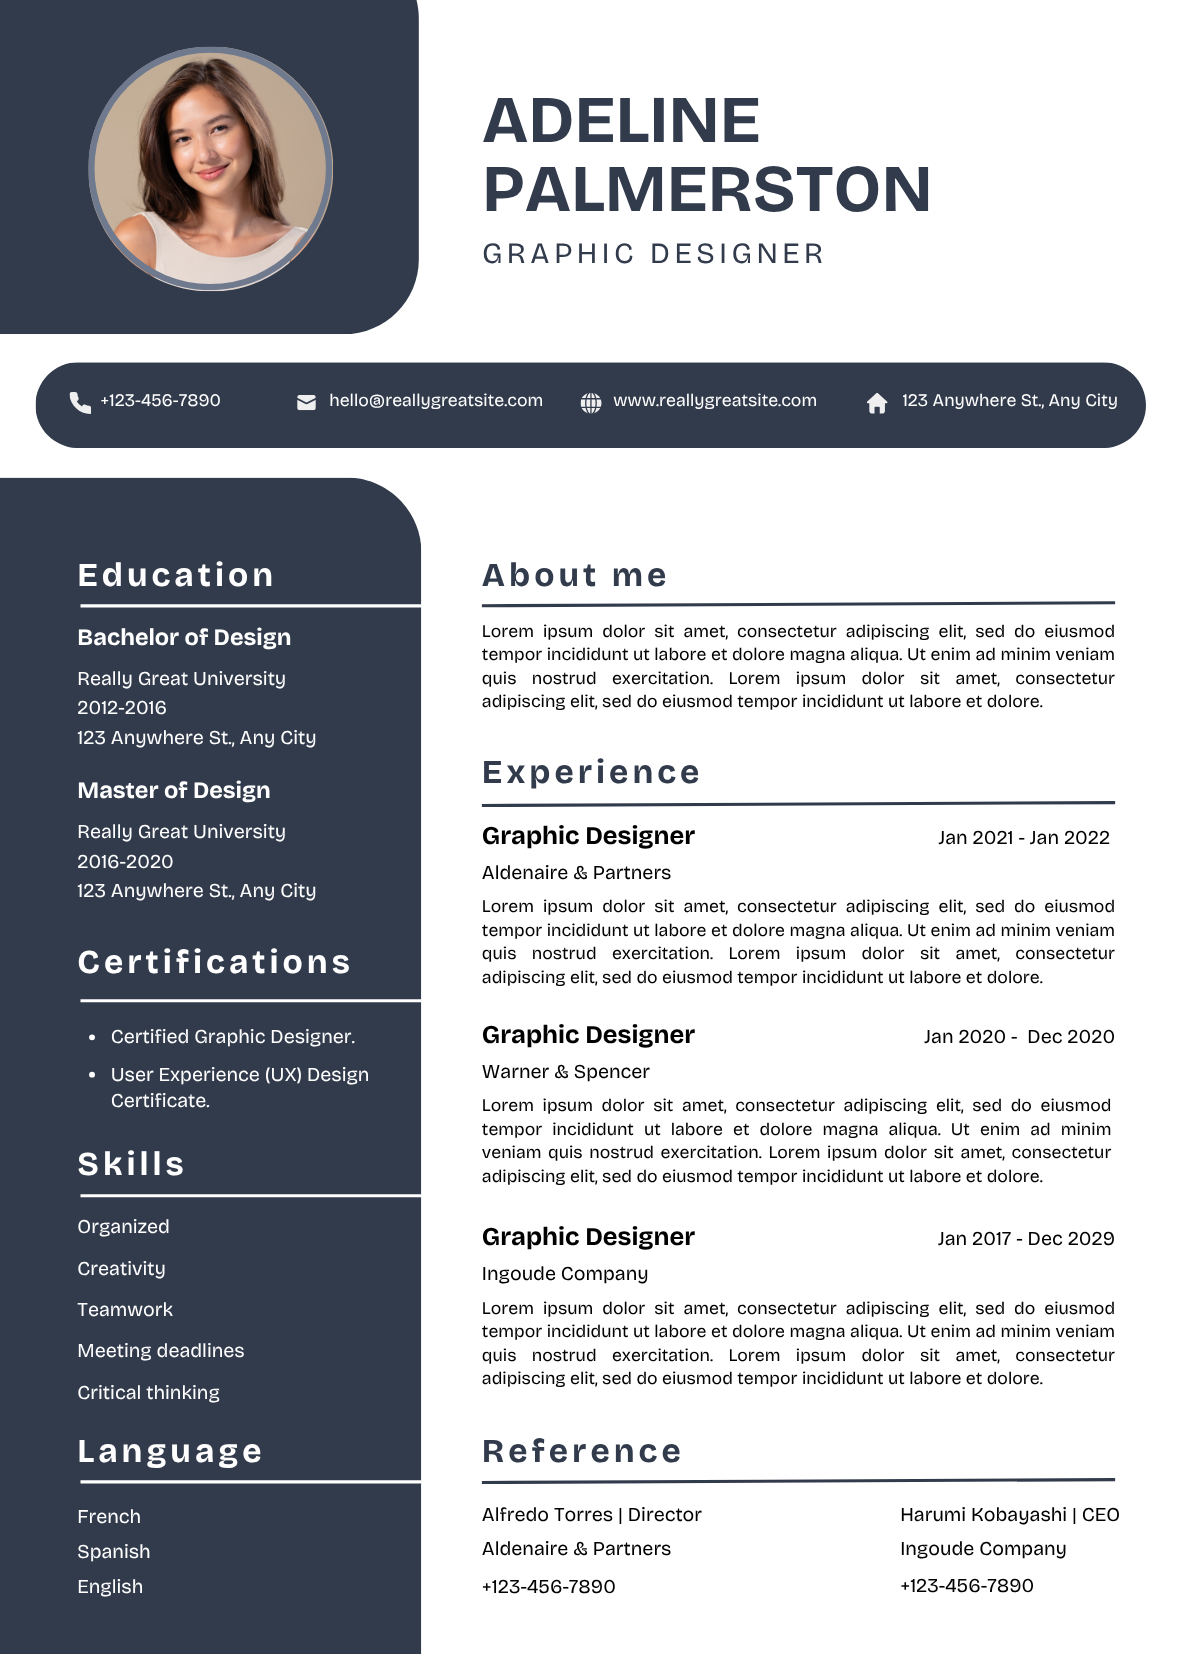 ADELINE
PALMERSTON
GRAPHIC DESIGNER
+123-456-7890
hello@reallygreatsite.com
www.reallygreatsite.com
123 Anywhere St., Any City
Education
Bachelor of Design
Really Great University
2012-2016
123 Anywhere St., Any City
Master of Design
Really Great University
2016-2020
123 Anywhere St., Any City
Certifications
• Certified Graphic Designer.
• User Experience (UX) Design
Certificate.
Skills
Organized
Creativity
Teamwork
Meeting deadlines
Critical thinking
Language
French
Spanish
English
About me
Lorem ipsum dolor sit amet, consectetur adipiscing elit, sed do eiusmod
tempor incididunt ut labore et dolore magna aliqua. Ut enim ad minim veniam
quis nostrud exercitation. Lorem ipsum dolor sit amet, consectetur
adipiscing elit, sed do eiusmod tempor incididunt ut labore et dolore.
Experience
Graphic Designer Jan 2021 - Jan 2022
Aldenaire & Partners
Lorem ipsum dolor sit amet, consectetur adipiscing elit, sed do eiusmod
tempor incididunt ut labore et dolore magna aliqua. Ut enim ad minim veniam
quis nostrud exercitation. Lorem ipsum dolor sit amet, consectetur
adipiscing elit, sed do eiusmod tempor incididunt ut labore et dolore.
Graphic Designer Jan 2020 - Dec 2020
Warner & Spencer
Lorem ipsum dolor sit amet, consectetur adipiscing elit, sed do eiusmod
tempor incididunt ut labore et dolore magna aliqua. Ut enim ad minim
veniam quis nostrud exercitation. Lorem ipsum dolor sit amet, consectetur
adipiscing elit, sed do eiusmod tempor incididunt ut labore et dolore.
Graphic Designer Jan 2017 - Dec 2029
Ingoude Company
Lorem ipsum dolor sit amet, consectetur adipiscing elit, sed do eiusmod
tempor incididunt ut labore et dolore magna aliqua. Ut enim ad minim veniam
quis nostrud exercitation. Lorem ipsum dolor sit amet, consectetur
adipiscing elit, sed do eiusmod tempor incididunt ut labore et dolore.
Reference
Alfredo Torres | Director
Aldenaire & Partners
+123-456-7890
Harumi Kobayashi | CEO
Ingoude Company
+123-456-7890